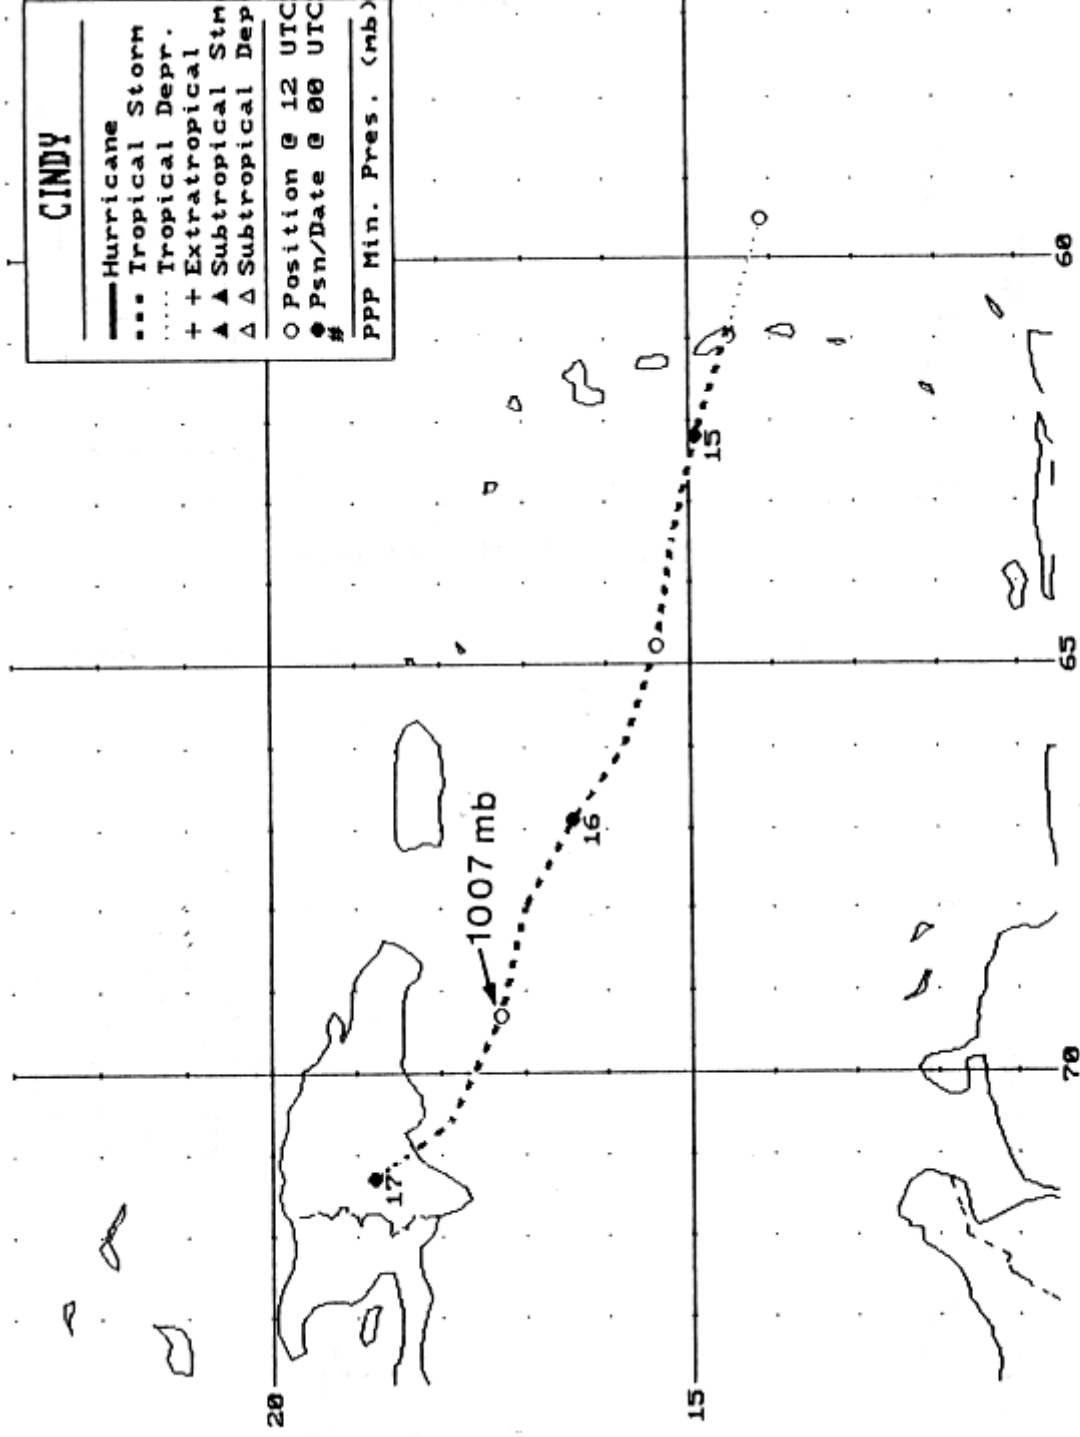 CINDY
Hurricane
Tropical Storm
Tropical Depr.
+ + Extratropical
▲ ▲ Subtropical Stm
△ △ Subtropical Dep
○ Position @ 12 UTC
● Psn/Date @ 00 UTC
#
PPP Min. Pres. (mb)
1007 mb
17
16
15
20
15
60
65
70